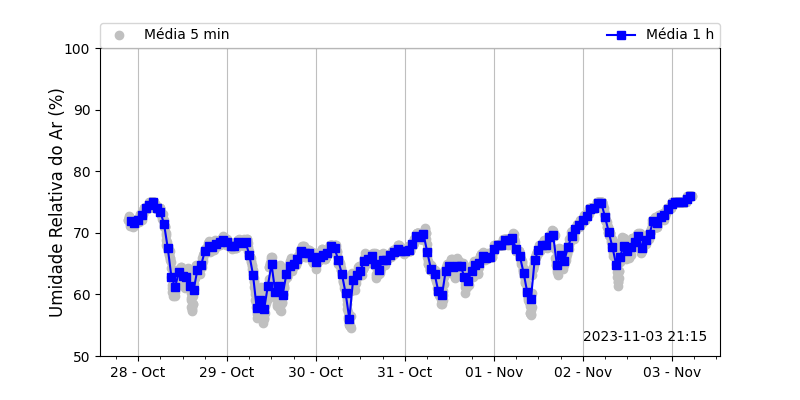 Média 5 min
Média 1 h
Umidade Relativa do Ar (%)
100
90
80
70
60
50
2023-11-03 21:15
28 - Oct
29 - Oct
30 - Oct
31 - Oct
01 - Nov
02 - Nov
03 - Nov